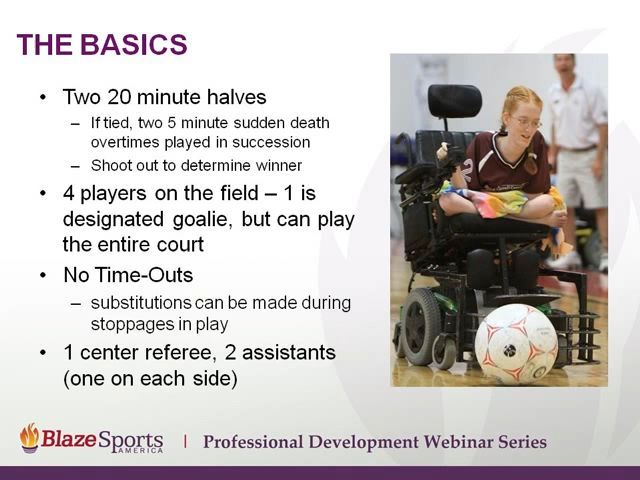 THE BASICS
• Two 20 minute halves
– If tied, two 5 minute sudden death
overtimes played in succession
– Shoot out to determine winner
• 4 players on the field – 1 is
designated goalie, but can play
the entire court
• No Time-Outs
– substitutions can be made during
stoppages in play
• 1 center referee, 2 assistants
(one on each side)
BlazeSports
AMERICA
| Professional Development Webinar Series